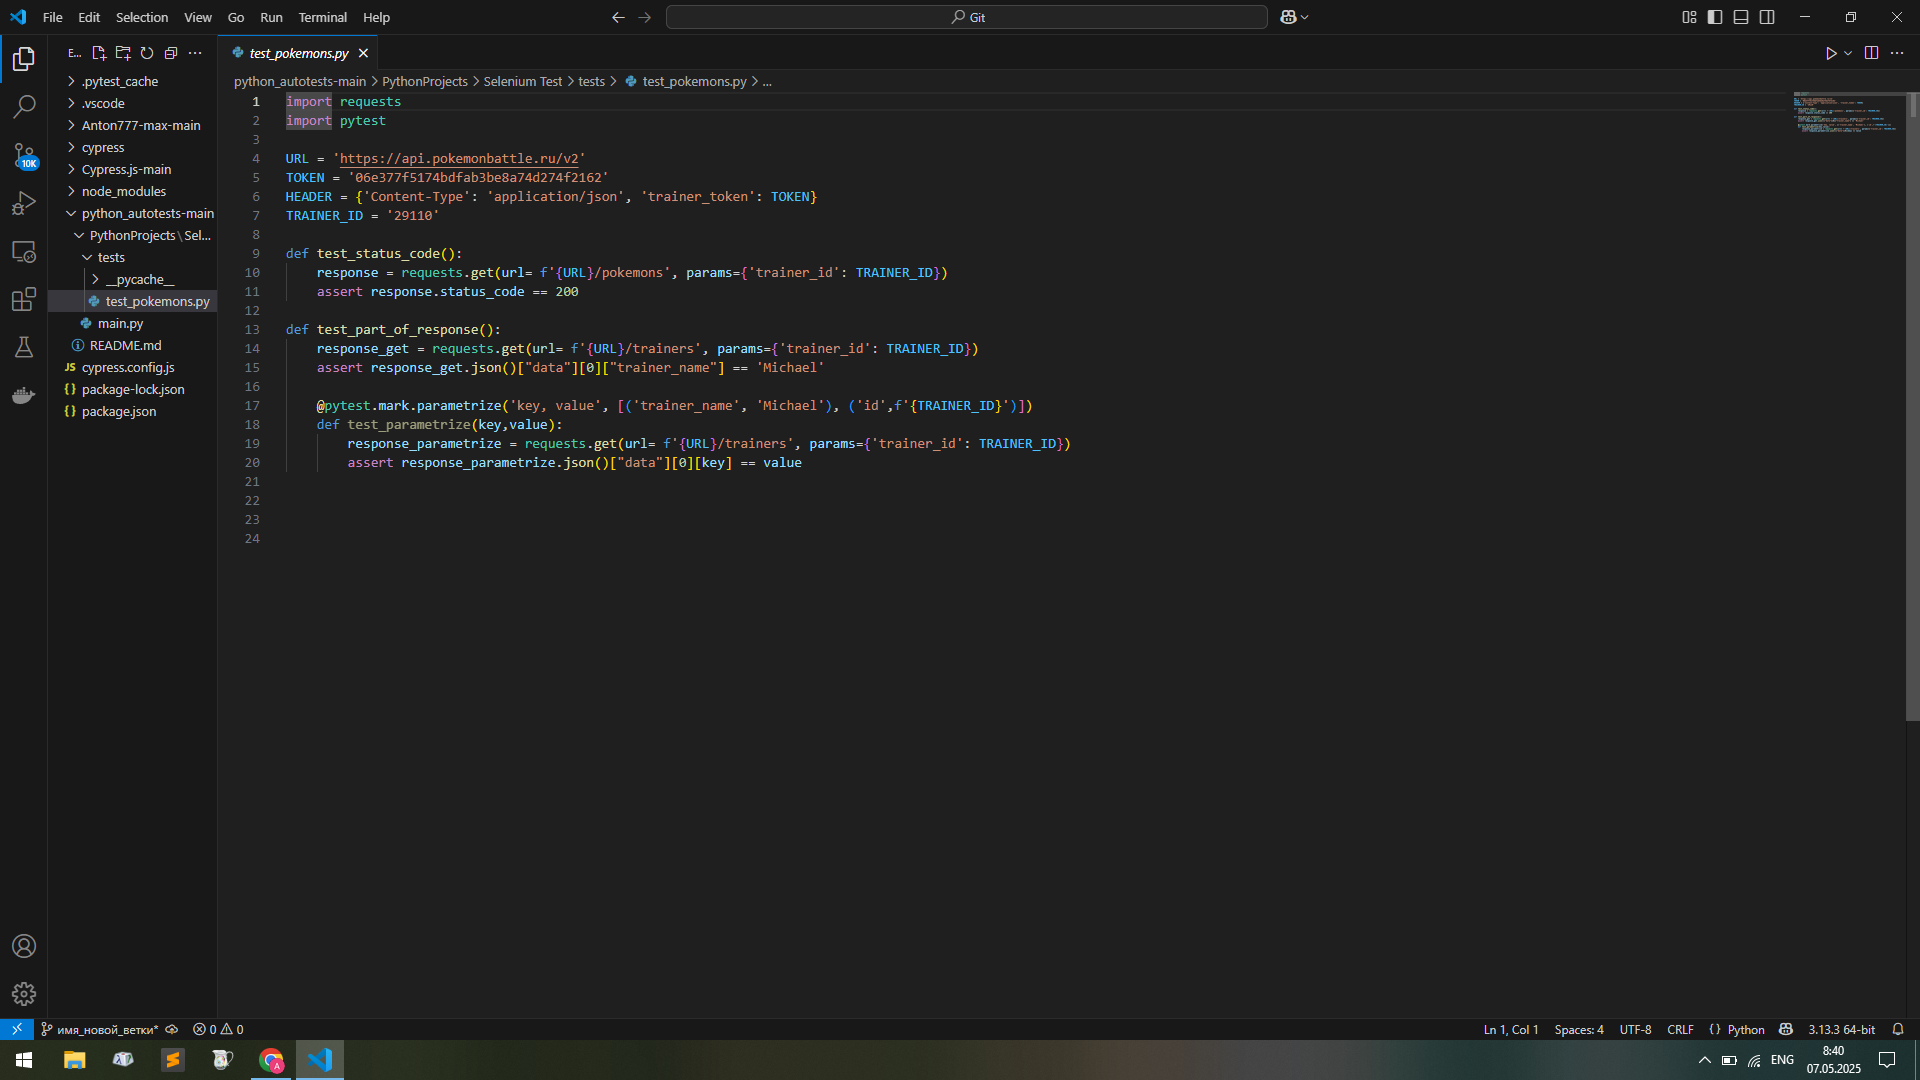 File Edit Selection View Go Run Terminal Help
Git
E...
.pytest_cache
.vscode
Anton777-max-main
cypress
Cypress.js-main
node_modules
python_autotests-main
PythonProjects\Sel...
tests
__pycache__
test_pokemons.py
main.py
README.md
JS cypress.config.js
{} package-lock.json
{} package.json
10K
test_pokemons.py
python_autotests-main > PythonProjects > Selenium Test > tests > test_pokemons.py > ...
1 import requests
2 import pytest
3
4 URL = 'https://api.pokemonbattle.ru/v2'
5 TOKEN = '06e377f5174bdfab3be8a74d274f2162'
6 HEADER = {'Content-Type': 'application/json', 'trainer_token': TOKEN}
7 TRAINER_ID = '29110'
8
9 def test_status_code():
10 response = requests.get(url= f'{URL}/pokemons', params={'trainer_id': TRAINER_ID})
11 assert response.status_code == 200
12
13 def test_part_of_response():
14 response_get = requests.get(url= f'{URL}/trainers', params={'trainer_id': TRAINER_ID})
15 assert response_get.json()["data"][0]["trainer_name"] == 'Michael'
16
17 @pytest.mark.parametrize('key, value', [('trainer_name', 'Michael'), ('id',f'{TRAINER_ID}')])
18 def test_parametrize(key,value):
19 response_parametrize = requests.get(url= f'{URL}/trainers', params={'trainer_id': TRAINER_ID})
20 assert response_parametrize.json()["data"][0][key] == value
21
22
23
24
имя_новой_ветки* 0 0
Ln 1, Col 1 Spaces: 4 UTF-8 CRLF {} Python 3.13.3 64-bit
ENG
8:40
07.05.2025